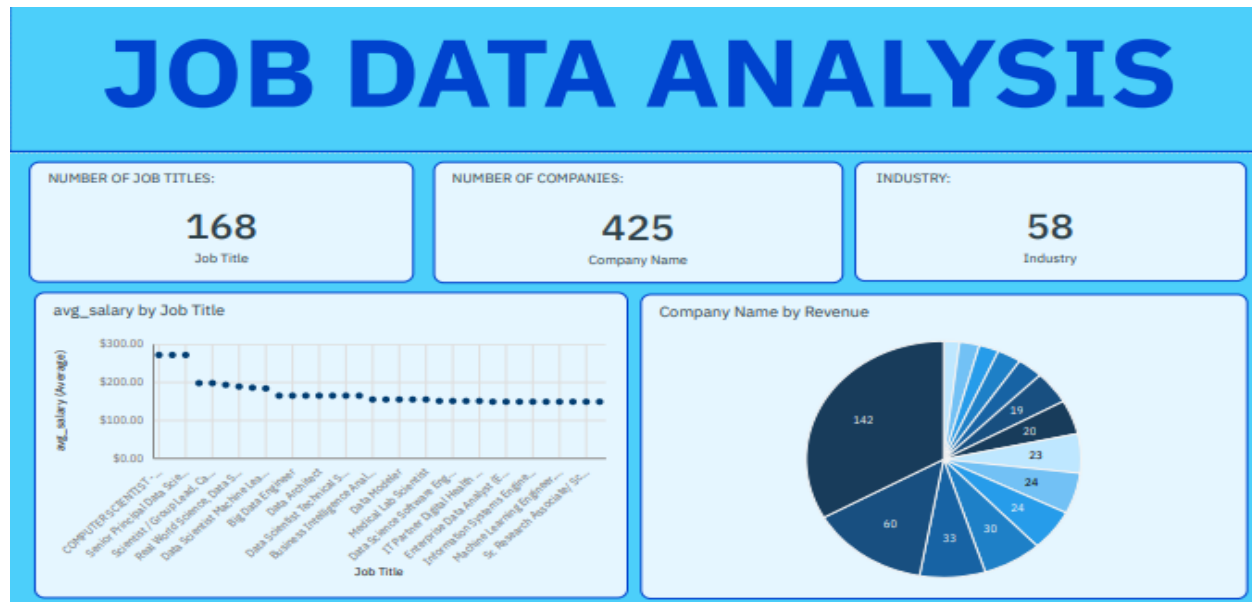 JOB DATA ANALYSIS
NUMBER OF JOB TITLES:
168
Job Title
NUMBER OF COMPANIES:
425
Company Name
INDUSTRY:
58
Industry
avg_salary by Job Title
avg_salary (Average)
$300.00
$200.00
$100.00
$0.00
COMPUTER SCIENTIST - ...
Senior Principal Data Scie...
Scientist / Group Lead, Ca...
Real World Science, Data S...
Data Scientist Machine Lea...
Big Data Engineer
Data Architect
Data Scientist Technical S...
Business Intelligence Anal...
Data Modeler
Medical Lab Scientist
Data Science Software Eng...
IT Partner Digital Health ...
Enterprise Data Analyst (E...
Information Systems Engine...
Machine Learning Engineer,...
Sr. Research Associate/ Sc...
Job Title
Company Name by Revenue
142
60
33
30
24
24
23
20
19